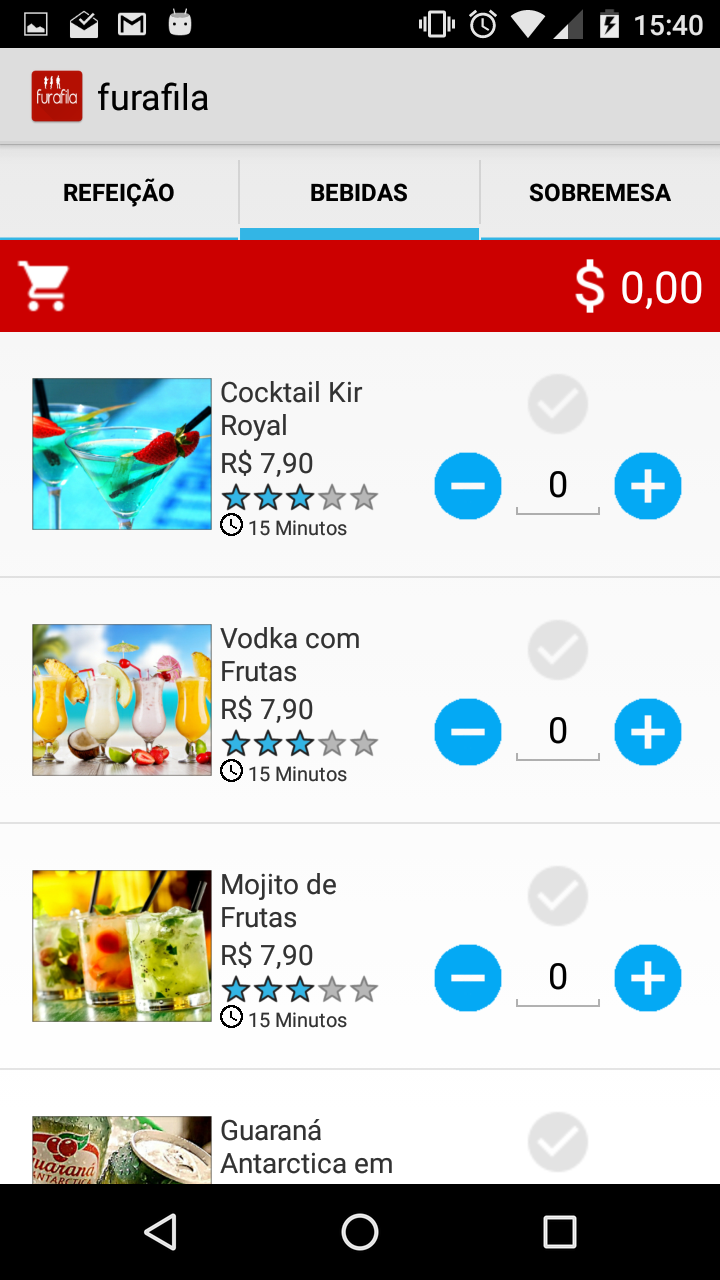 15:40
furafila
furafila
REFEIÇÃO
BEBIDAS
SOBREMESA
$ 0,00
Cocktail Kir
Royal
R$ 7,90
15 Minutos
0
Vodka com
Frutas
R$ 7,90
15 Minutos
0
Mojito de
Frutas
R$ 7,90
15 Minutos
0
Guaraná
Antarctica em
Guaraná
ANTARCTICA